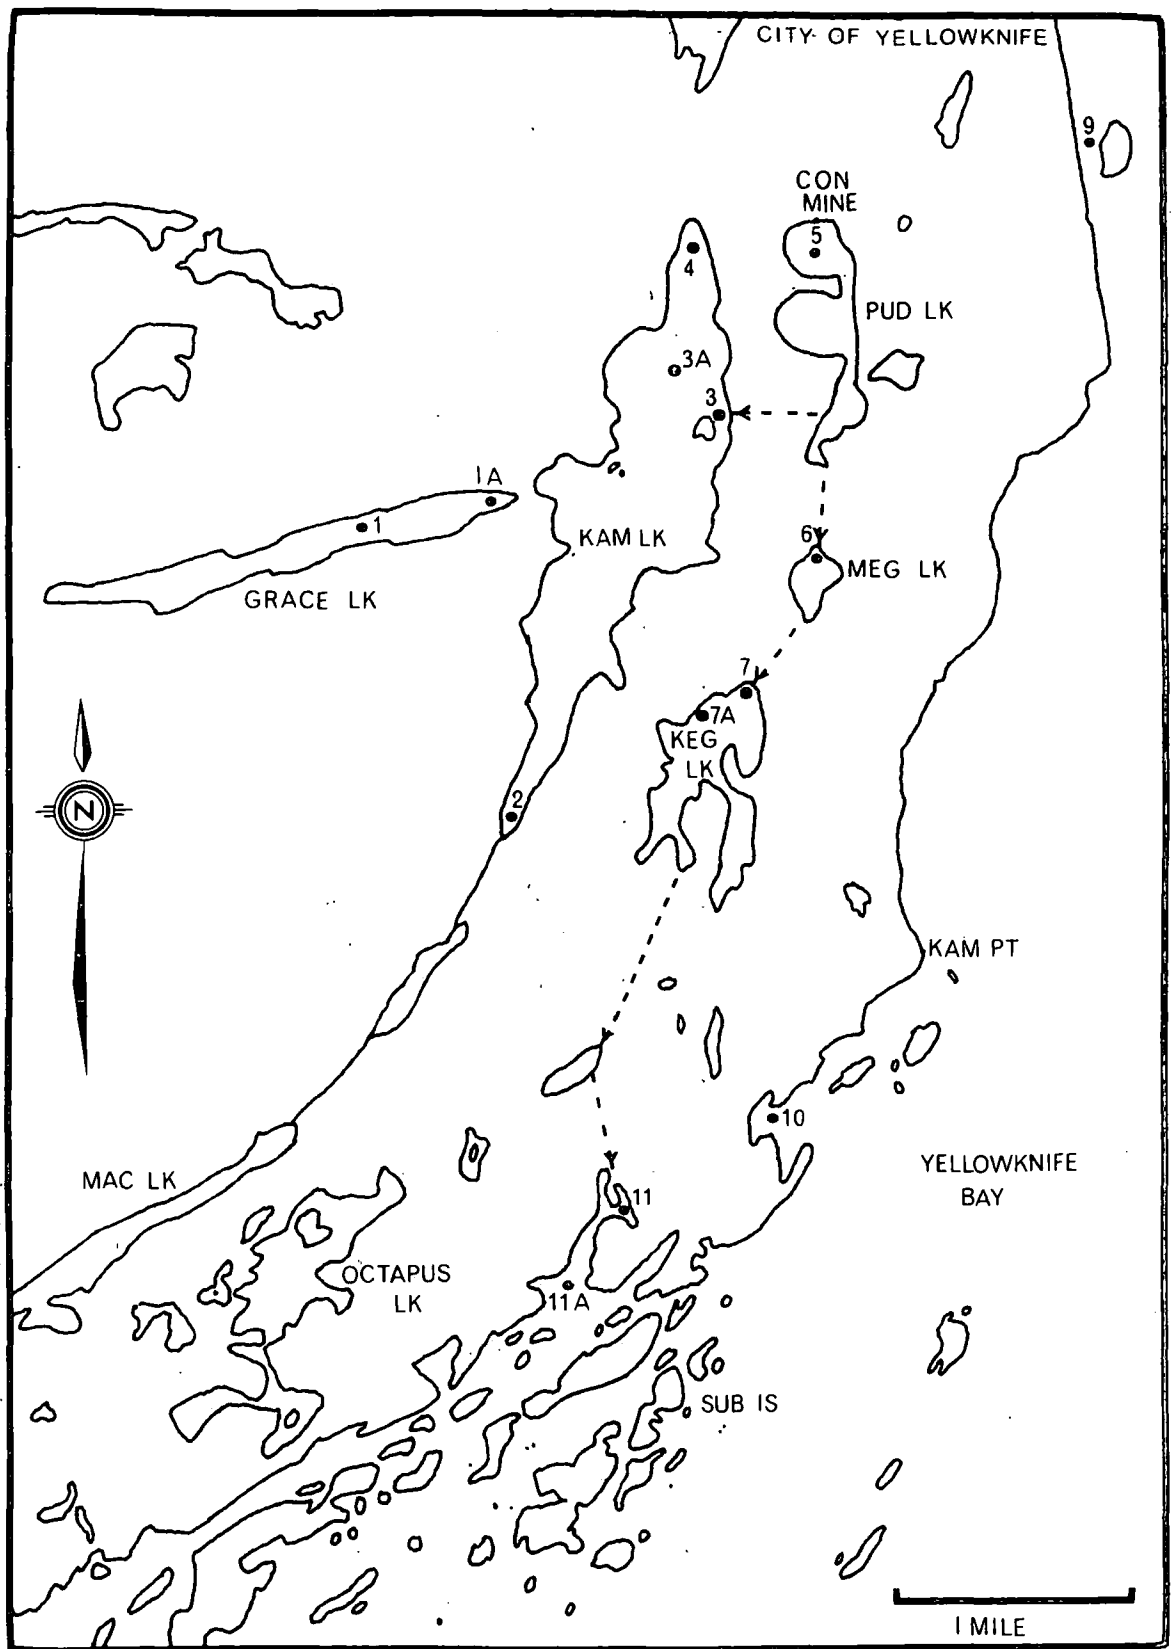 CITY OF YELLOWKNIFE
9
CON
MINE
5
4
PUD LK
3A
3
1A
1
KAM LK
6
MEG LK
GRACE LK
7
7A
KEG
LK
N
2
KAM PT
10
YELLOWKNIFE
BAY
MAC LK
11
OCTAPUS
LK
11A
SUB IS
1 MILE